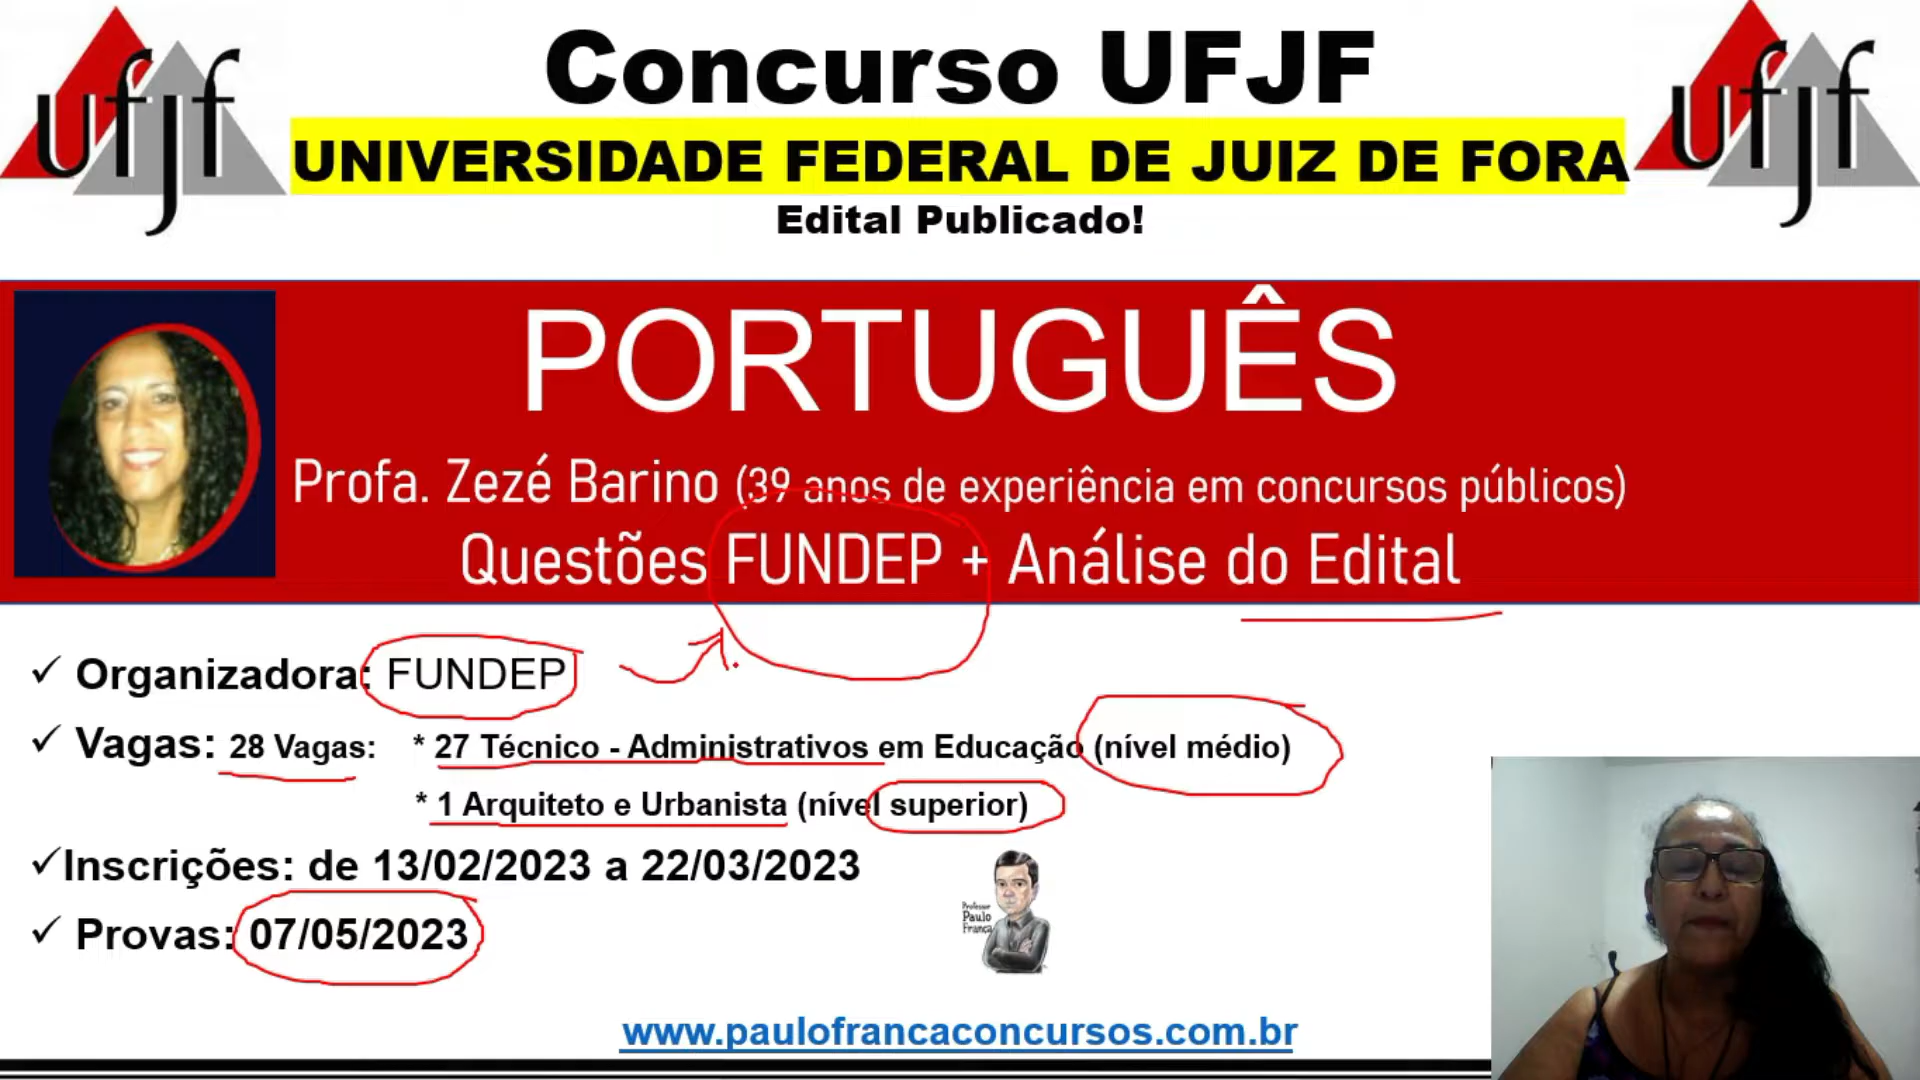 ufjf
Concurso UFJF
ufjf
UNIVERSIDADE FEDERAL DE JUIZ DE FORA
Edital Publicado!
PORTUGUÊS
Profa. Zezé Barino (39 anos de experiência em concursos públicos)
Questões FUNDEP + Análise do Edital
✓ Organizadora: FUNDEP
✓ Vagas: 28 Vagas: * 27 Técnico - Administrativos em Educação (nível médio)
* 1 Arquiteto e Urbanista (nível superior)
✓Inscrições: de 13/02/2023 a 22/03/2023
✓ Provas: 07/05/2023
Professor
Paulo
França
www.paulofrancaconcursos.com.br